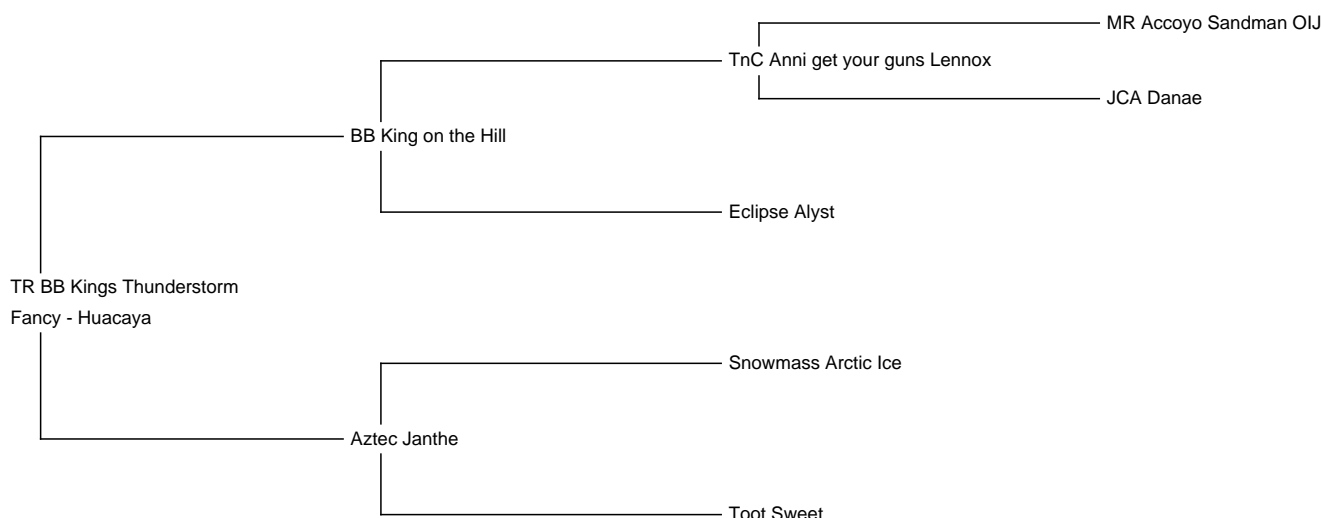 MR Accoyo Sandman OIJ
TnC Anni get your guns Lennox
JCA Danae
BB King on the Hill
Eclipse Alyst
TR BB Kings Thunderstorm
Fancy - Huacaya
Snowmass Arctic Ice
Aztec Janthe
Toot Sweet